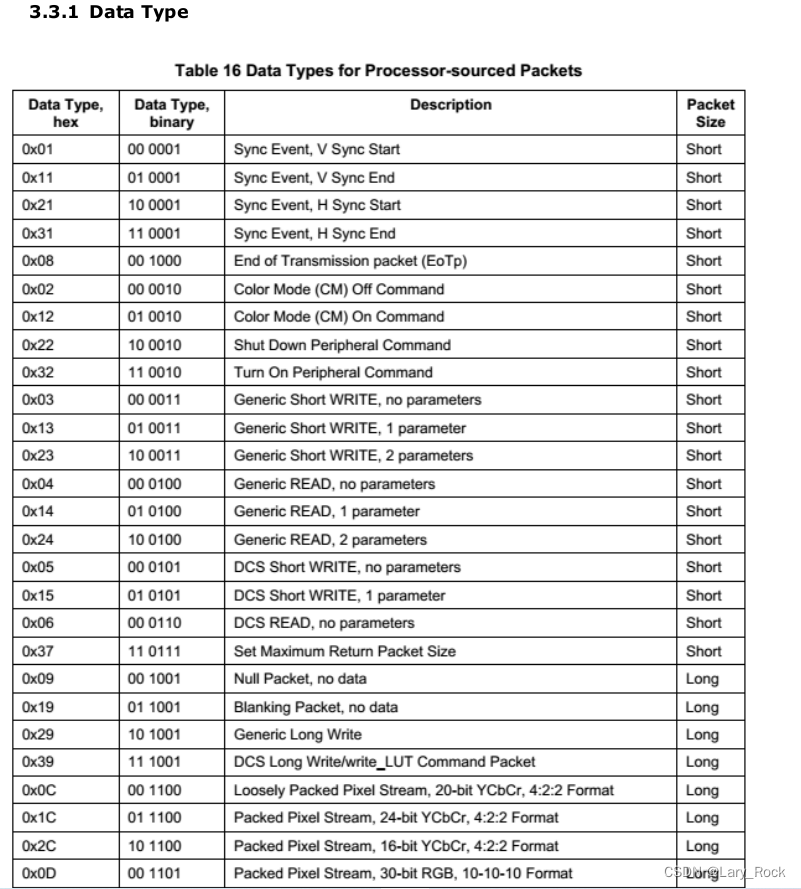 3.3.1 Data Type
Table 16 Data Types for Processor-sourced Packets
Data Type, hex Data Type, binary Description Packet Size
0x01 00 0001 Sync Event, V Sync Start Short
0x11 01 0001 Sync Event, V Sync End Short
0x21 10 0001 Sync Event, H Sync Start Short
0x31 11 0001 Sync Event, H Sync End Short
0x08 00 1000 End of Transmission packet (EoTp) Short
0x02 00 0010 Color Mode (CM) Off Command Short
0x12 01 0010 Color Mode (CM) On Command Short
0x22 10 0010 Shut Down Peripheral Command Short
0x32 11 0010 Turn On Peripheral Command Short
0x03 00 0011 Generic Short WRITE, no parameters Short
0x13 01 0011 Generic Short WRITE, 1 parameter Short
0x23 10 0011 Generic Short WRITE, 2 parameters Short
0x04 00 0100 Generic READ, no parameters Short
0x14 01 0100 Generic READ, 1 parameter Short
0x24 10 0100 Generic READ, 2 parameters Short
0x05 00 0101 DCS Short WRITE, no parameters Short
0x15 01 0101 DCS Short WRITE, 1 parameter Short
0x06 00 0110 DCS READ, no parameters Short
0x37 11 0111 Set Maximum Return Packet Size Short
0x09 00 1001 Null Packet, no data Long
0x19 01 1001 Blanking Packet, no data Long
0x29 10 1001 Generic Long Write Long
0x39 11 1001 DCS Long Write/write_LUT Command Packet Long
0x0C 00 1100 Loosely Packed Pixel Stream, 20-bit YCbCr, 4:2:2 Format Long
0x1C 01 1100 Packed Pixel Stream, 24-bit YCbCr, 4:2:2 Format Long
0x2C 10 1100 Packed Pixel Stream, 16-bit YCbCr, 4:2:2 Format Long
0x0D 00 1101 Packed Pixel Stream, 30-bit RGB, 10-10-10 Format Long
CSDN @Lary_Rock